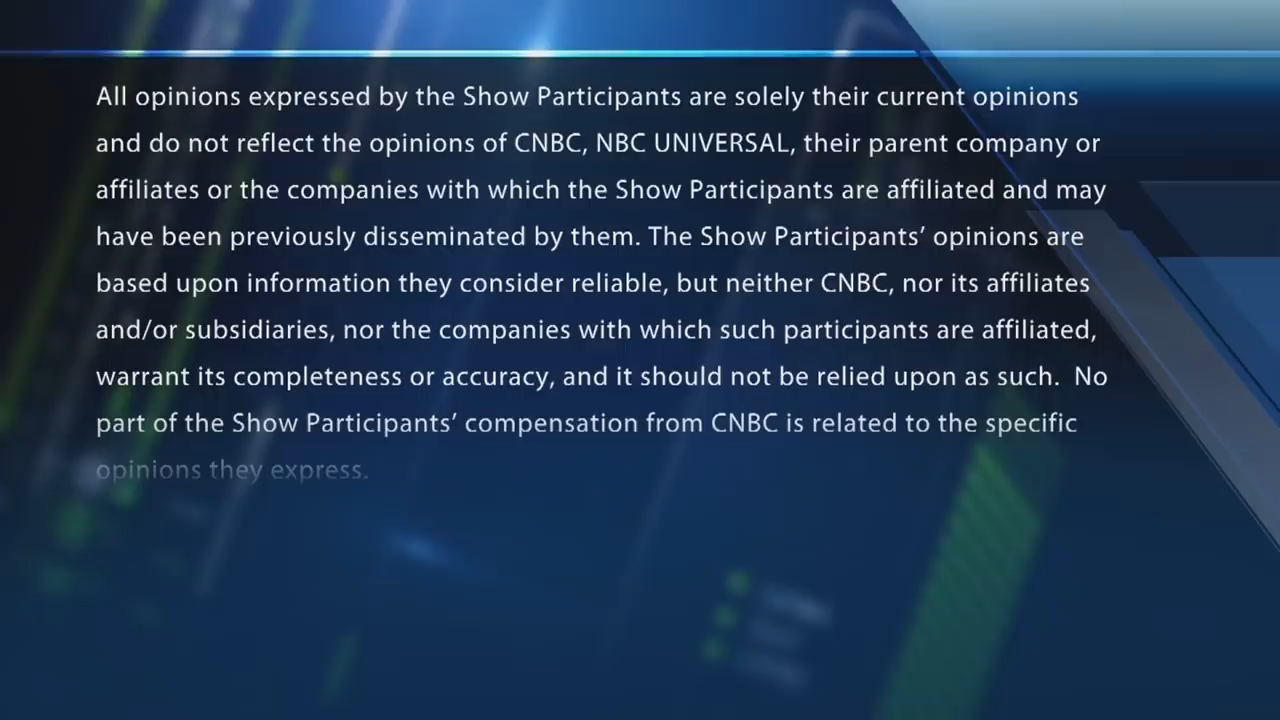 All opinions expressed by the Show Participants are solely their current opinions
and do not reflect the opinions of CNBC, NBC UNIVERSAL, their parent company or
affiliates or the companies with which the Show Participants are affiliated and may
have been previously disseminated by them. The Show Participants’ opinions are
based upon information they consider reliable, but neither CNBC, nor its affiliates
and/or subsidiaries, nor the companies with which such participants are affiliated,
warrant its completeness or accuracy, and it should not be relied upon as such.  No
part of the Show Participants’ compensation from CNBC is related to the specific
opinions they express.